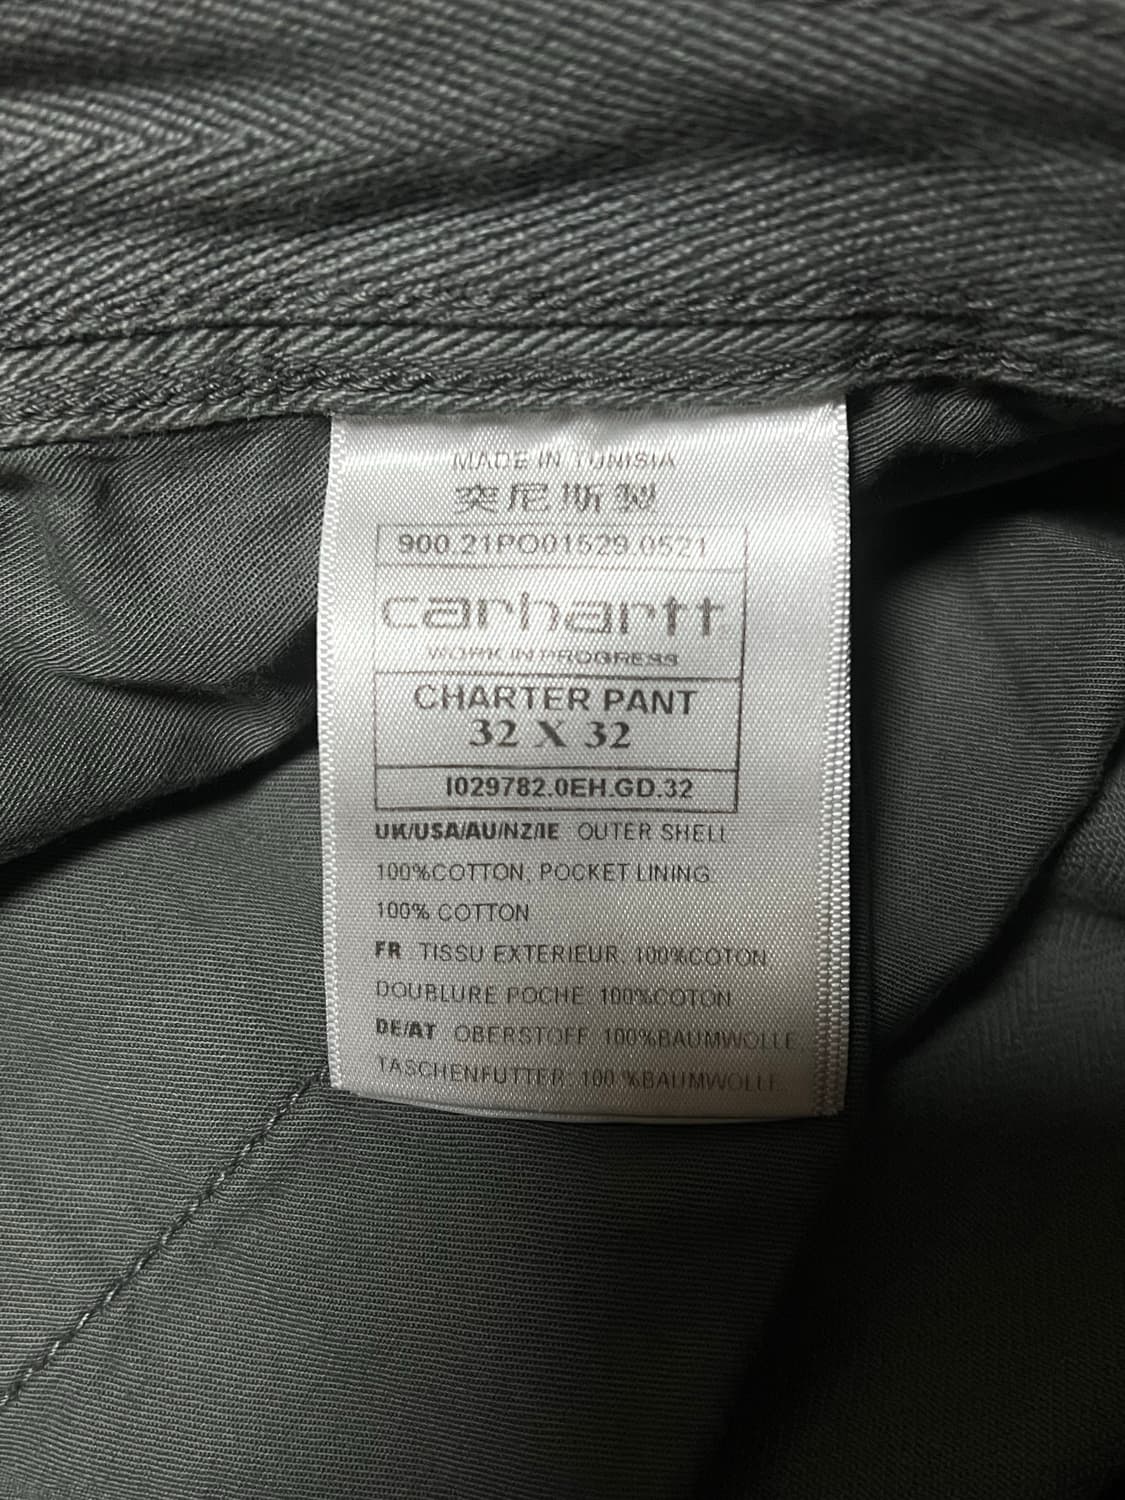 MADE IN TUNISIA
突尼斯製
900.21PO01529.0521
carhartt
WORK IN PROGRESS
CHARTER PANT
32 X 32
I029782.0EH.GD.32
UK/USA/AU/NZ/IE : OUTER SHELL
100%COTTON; POCKET LINING
100% COTTON
FR : TISSU EXTERIEUR: 100%COTON
DOUBLURE POCHE: 100%COTON
DE/AT : OBERSTOFF: 100%BAUMWOLLE
TASCHENFUTTER: 100 %BAUMWOLLE